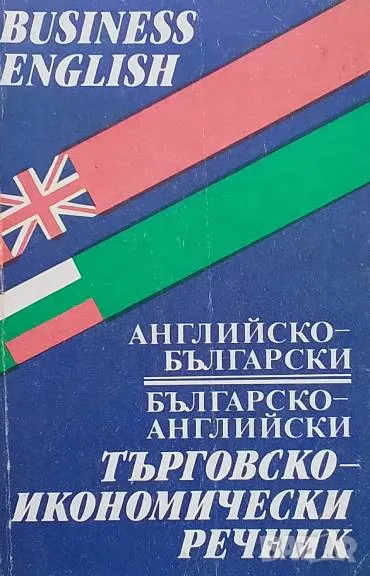 BUSINESS
ENGLISH
АНГЛИЙСКО-
БЪЛГАРСКИ
БЪЛГАРСКО-
АНГЛИЙСКИ
ТЪРГОВСКО-
ИКОНОМИЧЕСКИ
РЕЧНИК